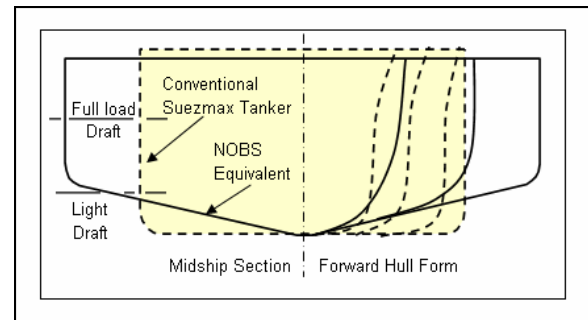 Conventional
Suezmax Tanker
Full load
Draft
NOBS
Equivalent
Light
Draft
Midship Section
Forward Hull Form